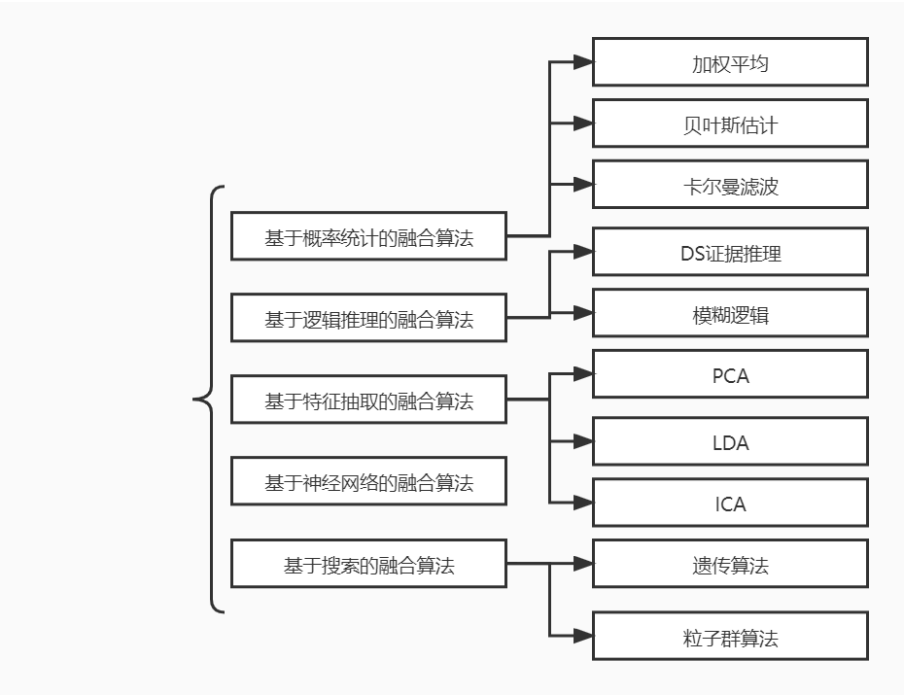 加权平均
贝叶斯估计
卡尔曼滤波
基于概率统计的融合算法
DS证据推理
基于逻辑推理的融合算法
模糊逻辑
PCA
基于特征抽取的融合算法
LDA
基于神经网络的融合算法
ICA
基于搜索的融合算法
遗传算法
粒子群算法